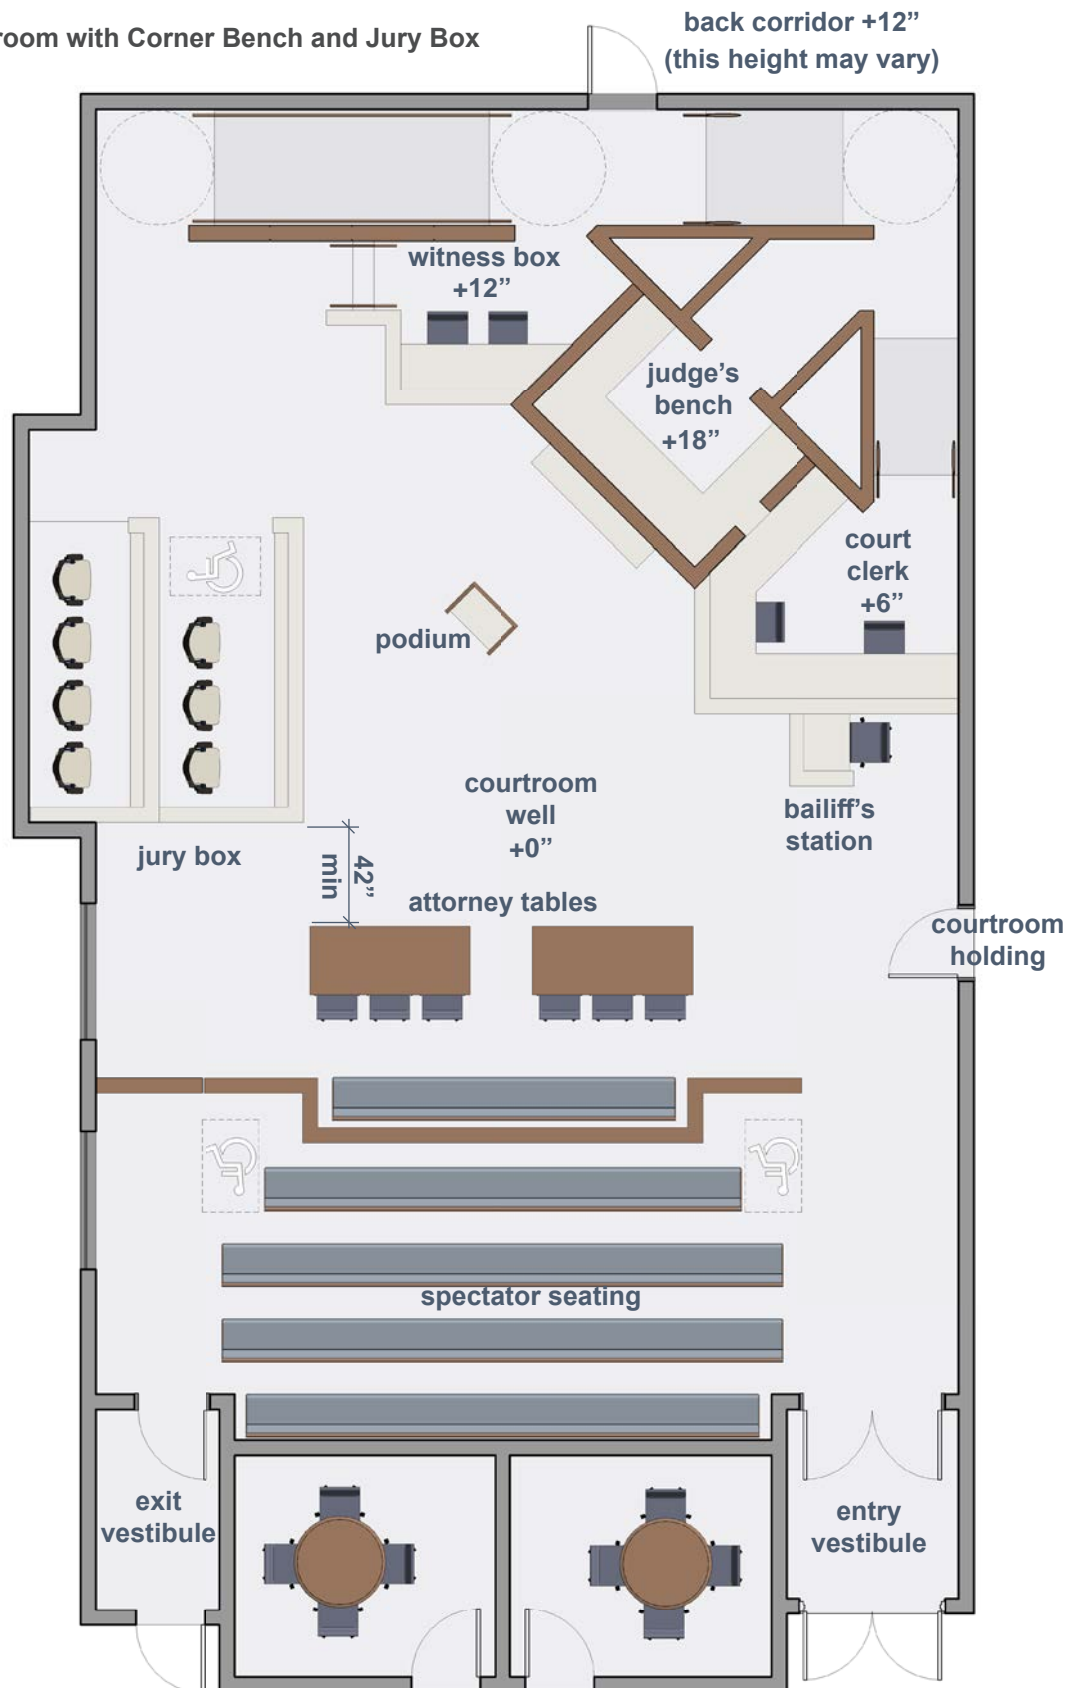 room with Corner Bench and Jury Box
back corridor +12”
(this height may vary)
witness box
+12”
judge’s
bench
+18”
court
clerk
+6”
podium
courtroom
well
+0”
bailiff’s
station
jury box
42”
min
attorney tables
courtroom
holding
spectator seating
exit
vestibule
entry
vestibule